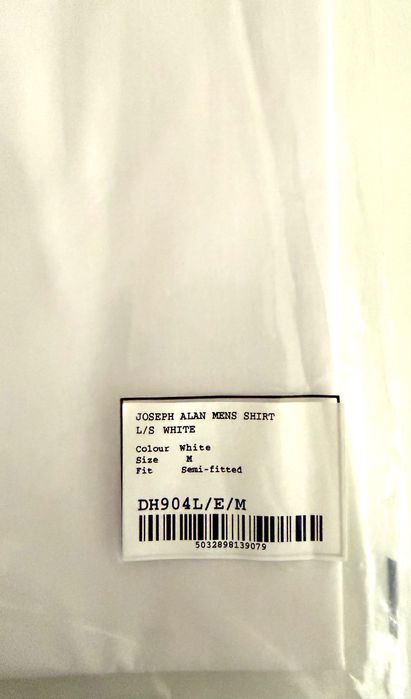 JOSEPH ALAN MENS SHIRT
L/S WHITE
Colour White
Size M
Fit Semi-fitted
DH904L/E/M
5032898139079